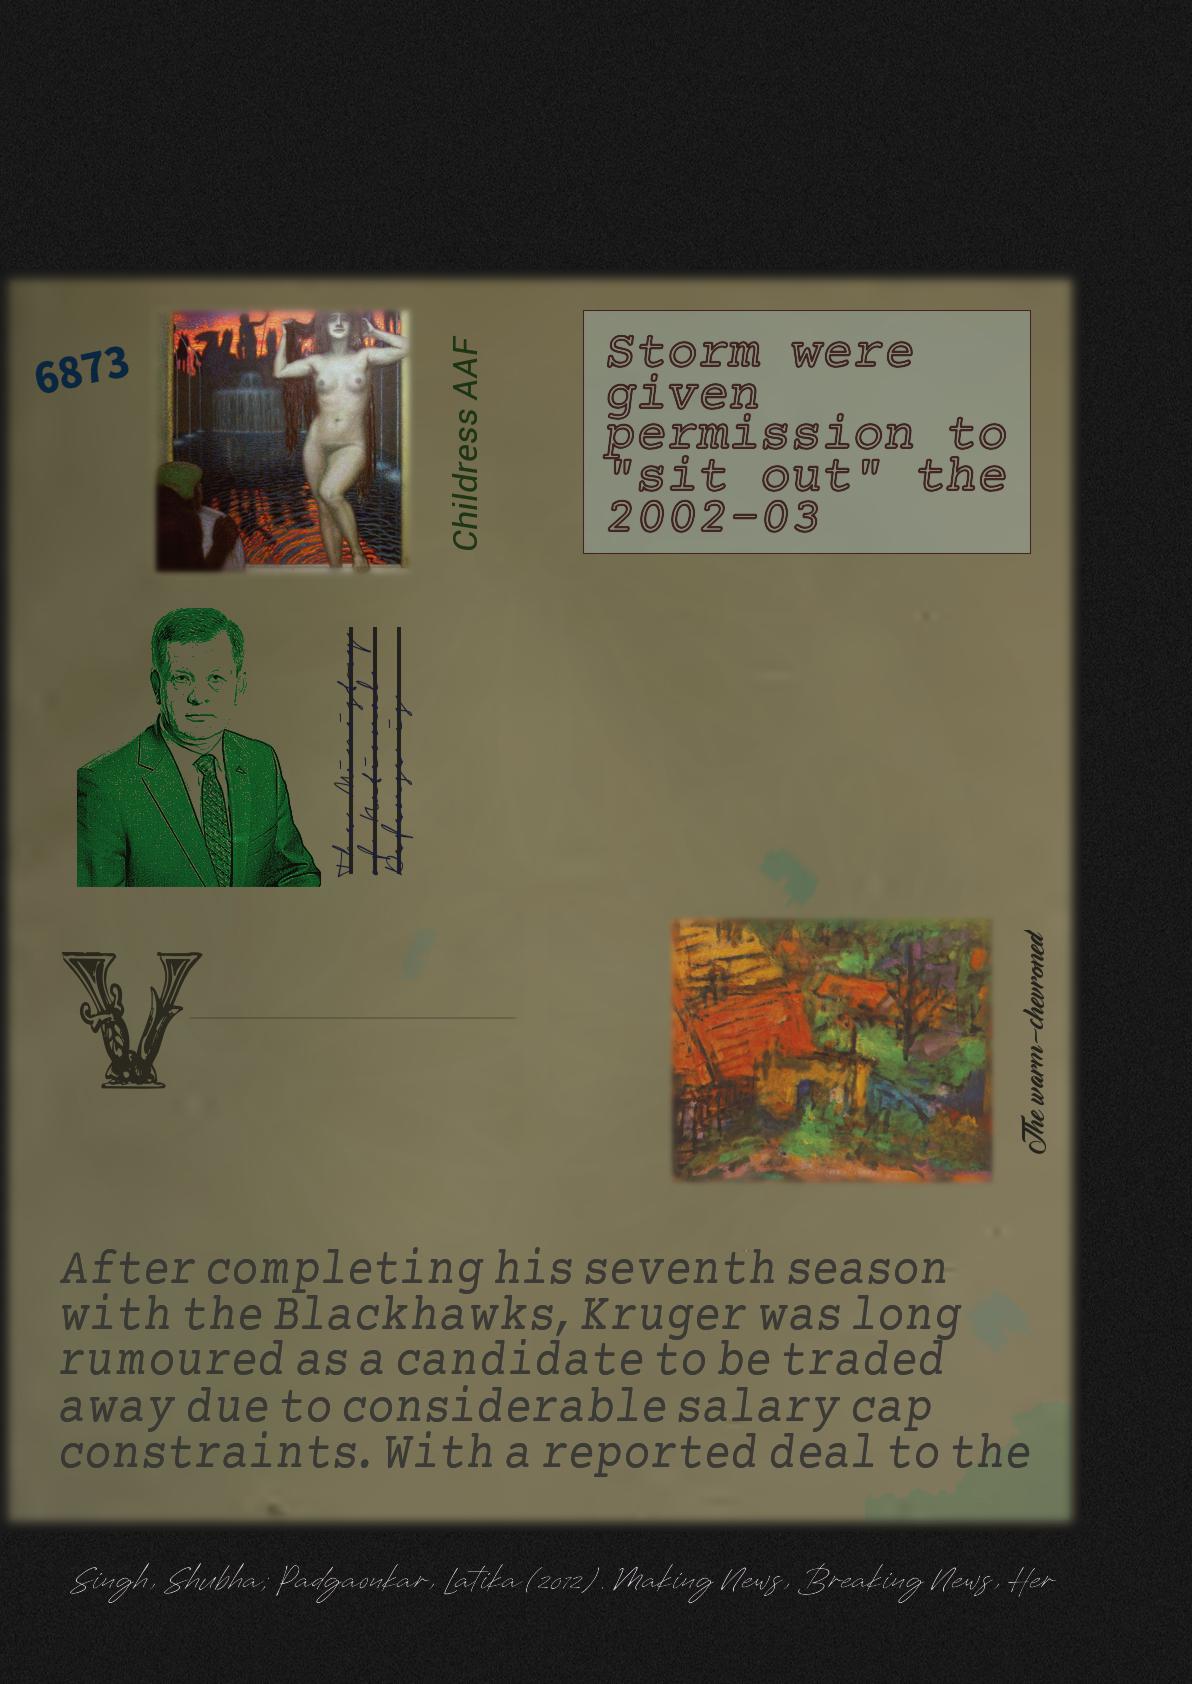 6873
Childress AAF
Storm were
given
permission to
"sit out" the
2002-03
V
The warm-chevroned
After completing his seventh season
with the Blackhawks, Kruger was long
rumoured as a candidate to be traded
away due to considerable salary cap
constraints. With a reported deal to the
Singh, Shubha; Padgaonkar, Latika (2012). Making News, Breaking News, Her